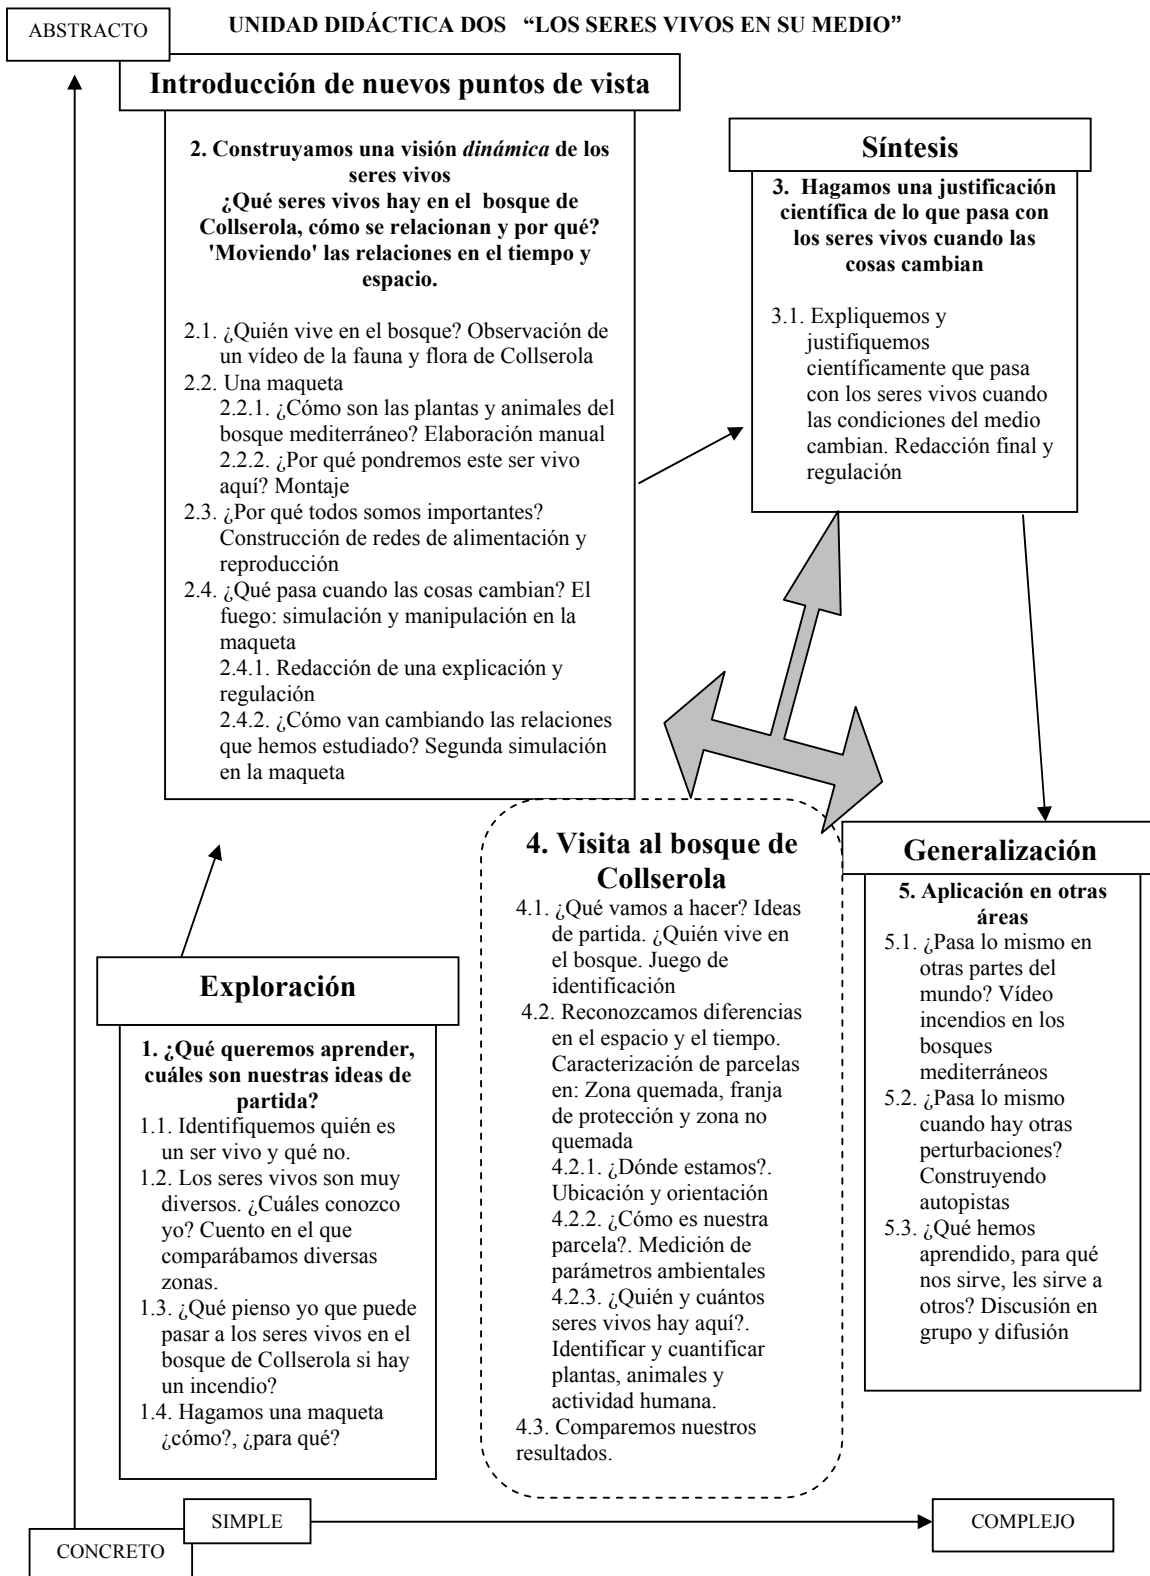 UNIDAD DIDÁCTICA DOS “LOS SERES VIVOS EN SU MEDIO”
ABSTRACTO
Introducción de nuevos puntos de vista
2. Construyamos una visión dinámica de los
seres vivos
¿Qué seres vivos hay en el bosque de
Collserola, cómo se relacionan y por qué?
'Moviendo' las relaciones en el tiempo y
espacio.
2.1. ¿Quién vive en el bosque? Observación de
un vídeo de la fauna y flora de Collserola
2.2. Una maqueta
2.2.1. ¿Cómo son las plantas y animales del
bosque mediterráneo? Elaboración manual
2.2.2. ¿Por qué pondremos este ser vivo
aquí? Montaje
2.3. ¿Por qué todos somos importantes?
Construcción de redes de alimentación y
reproducción
2.4. ¿Qué pasa cuando las cosas cambian? El
fuego: simulación y manipulación en la
maqueta
2.4.1. Redacción de una explicación y
regulación
2.4.2. ¿Cómo van cambiando las relaciones
que hemos estudiado? Segunda simulación
en la maqueta
Síntesis
3. Hagamos una justificación
científica de lo que pasa con
los seres vivos cuando las
cosas cambian
3.1. Expliquemos y
justifiquemos
científicamente que pasa
con los seres vivos cuando
las condiciones del medio
cambian. Redacción final y
regulación
Exploración
1. ¿Qué queremos aprender,
cuáles son nuestras ideas de
partida?
1.1. Identifiquemos quién es
un ser vivo y qué no.
1.2. Los seres vivos son muy
diversos. ¿Cuáles conozco
yo? Cuento en el que
comparábamos diversas
zonas.
1.3. ¿Qué pienso yo que puede
pasar a los seres vivos en el
bosque de Collserola si hay
un incendio?
1.4. Hagamos una maqueta
¿cómo?, ¿para qué?
4. Visita al bosque de
Collserola
4.1. ¿Qué vamos a hacer? Ideas
de partida. ¿Quién vive en
el bosque. Juego de
identificación
4.2. Reconozcamos diferencias
en el espacio y el tiempo.
Caracterización de parcelas
en: Zona quemada, franja
de protección y zona no
quemada
4.2.1. ¿Dónde estamos?.
Ubicación y orientación
4.2.2. ¿Cómo es nuestra
parcela?. Medición de
parámetros ambientales
4.2.3. ¿Quién y cuántos
seres vivos hay aquí?.
Identificar y cuantificar
plantas, animales y
actividad humana.
4.3. Comparemos nuestros
resultados.
Generalización
5. Aplicación en otras
áreas
5.1. ¿Pasa lo mismo en
otras partes del
mundo? Vídeo
incendios en los
bosques
mediterráneos
5.2. ¿Pasa lo mismo
cuando hay otras
perturbaciones?
Construyendo
autopistas
5.3. ¿Qué hemos
aprendido, para qué
nos sirve, les sirve a
otros? Discusión en
grupo y difusión
SIMPLE
COMPLEJO
CONCRETO